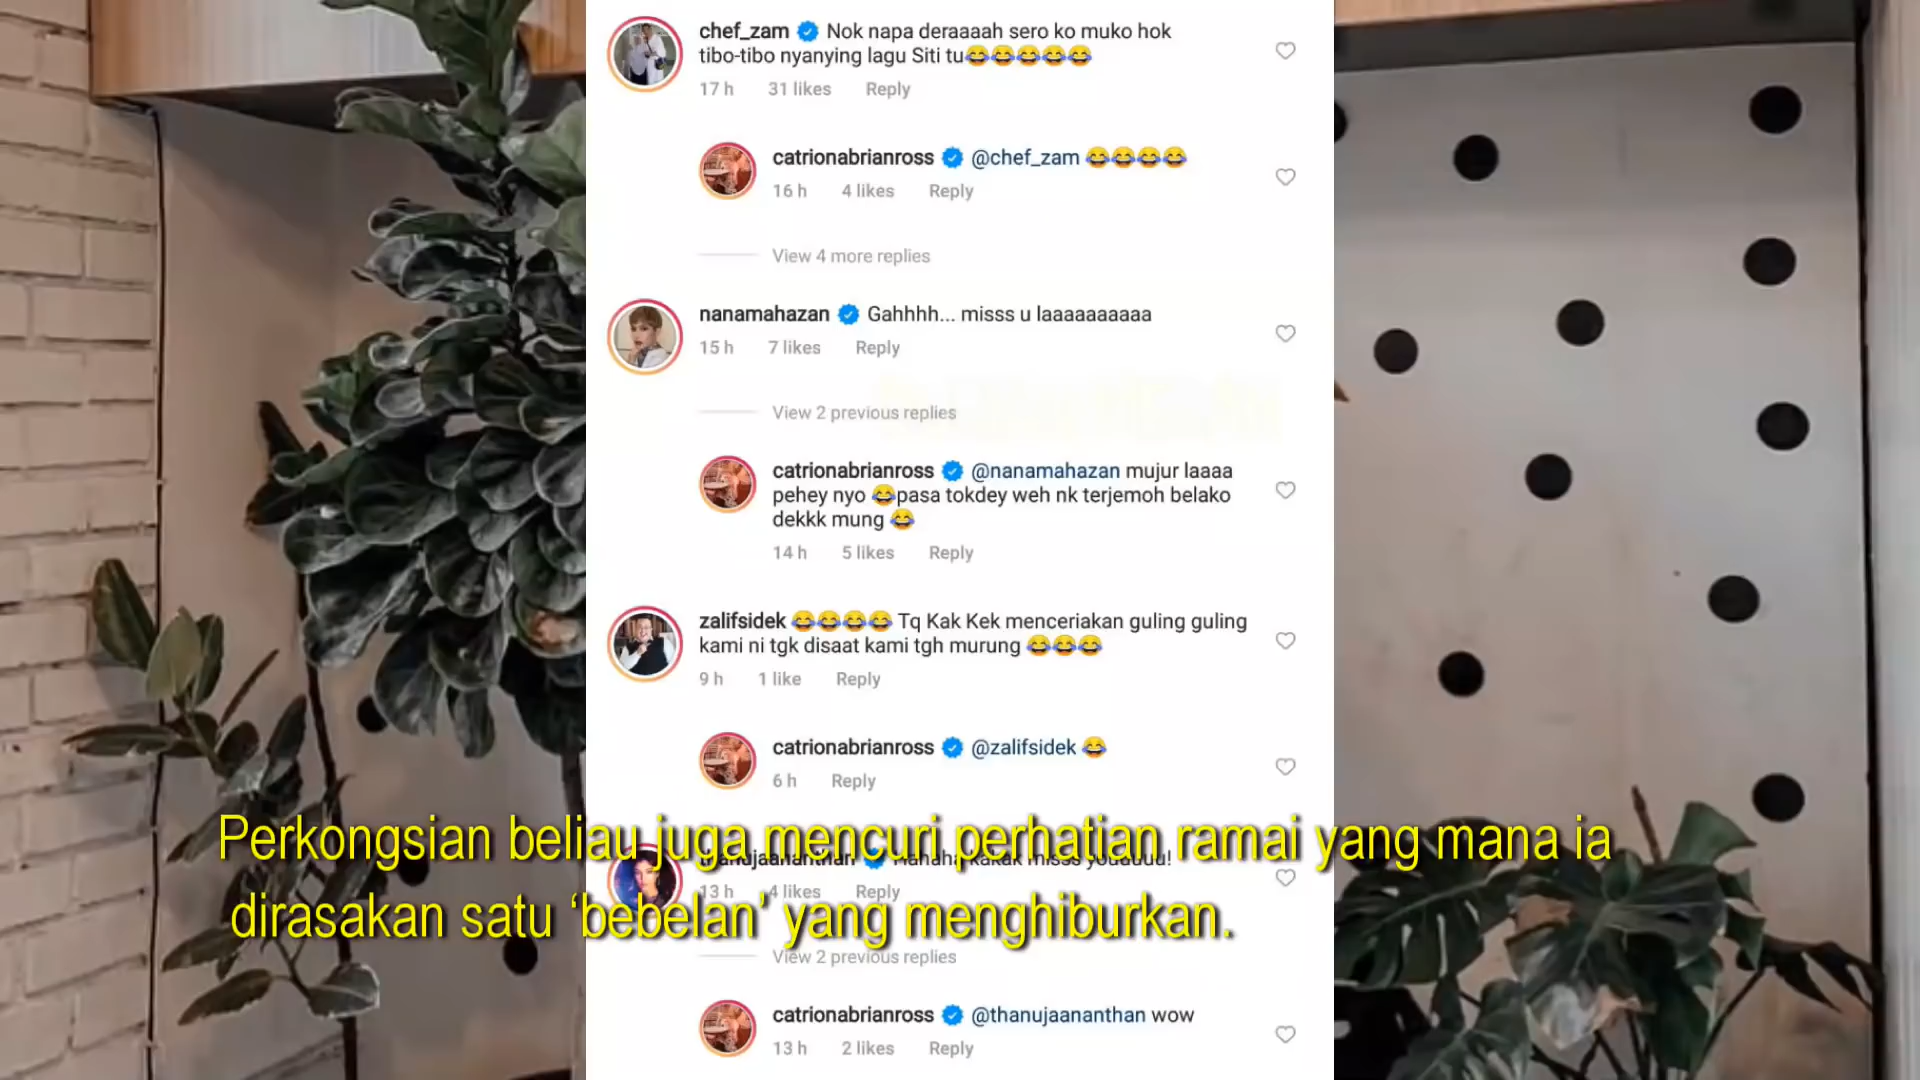 chef_zam Nok napa deraaaah sero ko muko hok
tibo-tibo nyanying lagu Siti tu😂😂😂😂😂
17 h 31 likes Reply
catrionabrianross @chef_zam 😂😂😂😂
16 h 4 likes Reply
View 4 more replies
nanamahazan Gahhhh... misss u laaaaaaaaaa
15 h 7 likes Reply
View 2 previous replies
catrionabrianross @nanamahazan mujur laaaa
pehey nyo 😂pasa tokdey weh nk terjemoh belako
dekkk mung 😂
14 h 5 likes Reply
zalifsidek 😂😂😂😂 Tq Kak Kek menceriakan guling guling
kami ni tgk disaat kami tgh murung 😂😂😂
9 h 1 like Reply
catrionabrianross @zalifsidek 😂
6 h Reply
Perkongsian beliau juga mencuri perhatian ramai yang mana ia
thanujaananthan misss
13 h 4 likes Reply
dirasakan satu ‘bebelan’ yang menghiburkan.
View 2 previous replies
catrionabrianross @thanujaananthan wow
13 h 2 likes Reply